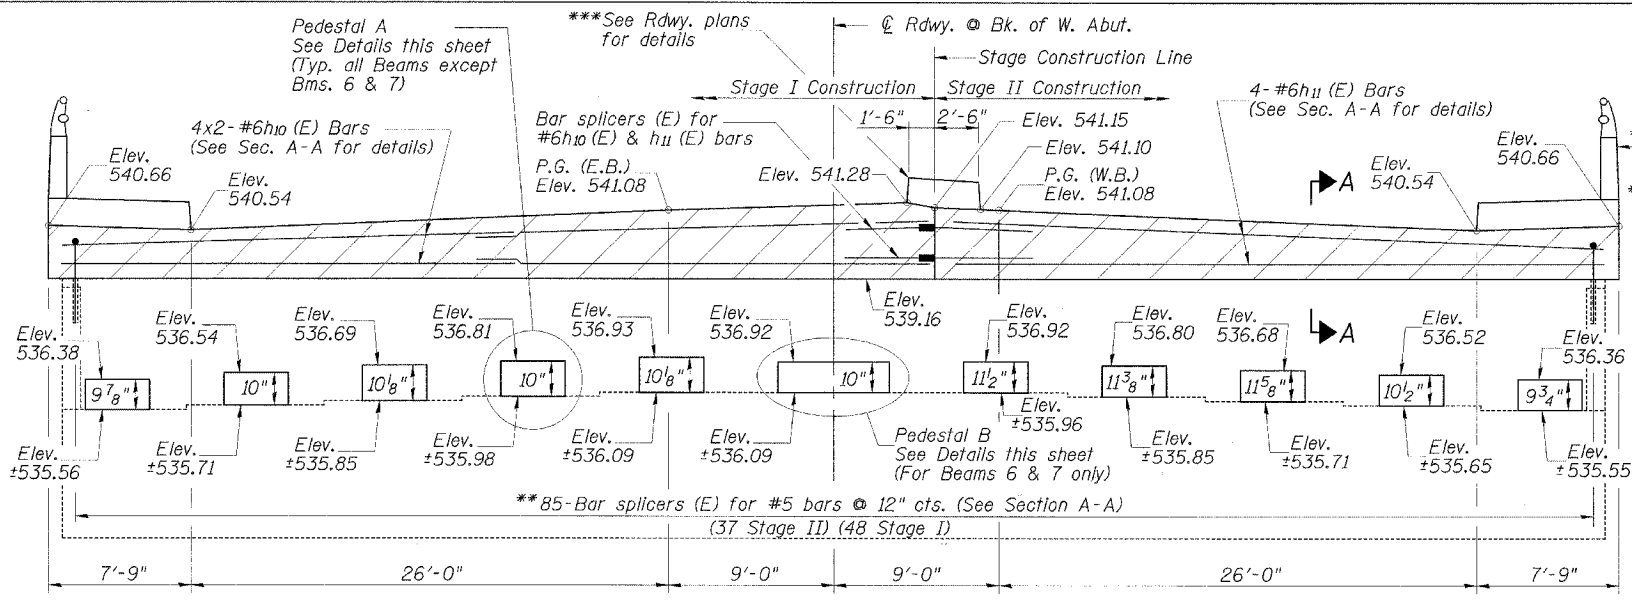 Pedestal A
See Details this sheet
(Typ. all Beams except
Bms. 6 & 7)
***See Rdwy. plans
for details
℄ Rdwy. @ Bk. of W. Abut.
Stage Construction Line
Stage I Construction
Stage II Construction
4x2-#6h10 (E) Bars
(See Sec. A-A for details)
Bar splicers (E) for
#6h10 (E) & h11 (E) bars
1'-6"
2'-6"
4-#6h11 (E) Bars
(See Sec. A-A for details)
Elev. 541.15
Elev. 541.10
Elev.
540.66
Elev.
540.54
P.G. (E.B.)
Elev. 541.08
Elev. 541.28
P.G. (W.B.)
Elev. 541.08
A
Elev.
540.54
Elev.
540.66
*
Elev.
539.16
A
Elev.
536.38
Elev.
536.54
Elev.
536.69
Elev.
536.81
Elev.
536.93
Elev.
536.92
Elev.
536.92
Elev.
536.80
Elev.
536.68
Elev.
536.52
Elev.
536.36
9 7/8"
10"
10 1/8"
10"
10 1/8"
10"
11 1/2"
11 3/8"
11 5/8"
10 1/2"
9 3/4"
Elev.
±535.56
Elev.
±535.71
Elev.
±535.85
Elev.
±535.98
Elev.
±536.09
Elev.
±536.09
Elev.
±535.96
Elev.
±535.85
Elev.
±535.71
Elev.
±535.65
Elev.
±535.55
Pedestal B
See Details this sheet
(For Beams 6 & 7 only)
**85-Bar splicers (E) for #5 bars @ 12" cts. (See Section A-A)
(37 Stage II) (48 Stage I)
7'-9"
26'-0"
9'-0"
9'-0"
26'-0"
7'-9"